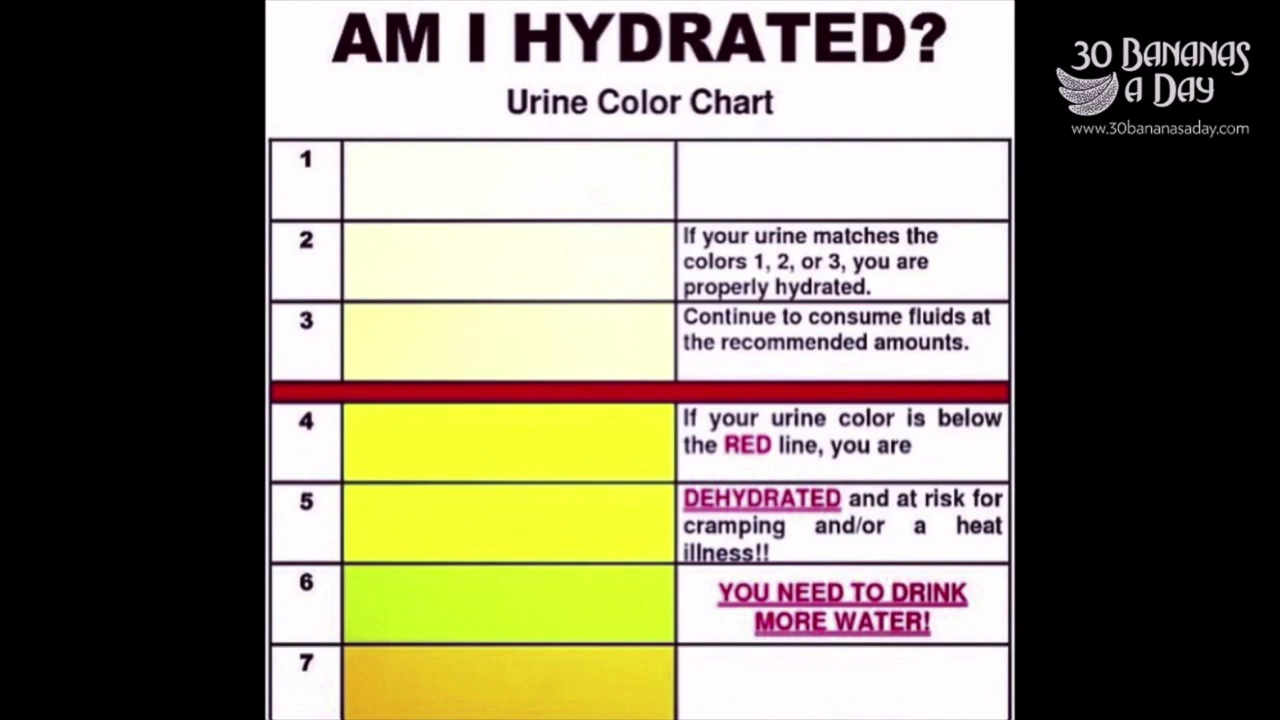 AM I HYDRATED?
Urine Color Chart
30 BANANAS
A DAY
www.30bananasaday.com
1
2
If your urine matches the
colors 1, 2, or 3, you are
properly hydrated.
3
Continue to consume fluids at
the recommended amounts.
4
If your urine color is below
the RED line, you are
5
DEHYDRATED and at risk for
cramping and/or a heat
illness!!
6
YOU NEED TO DRINK
MORE WATER!
7